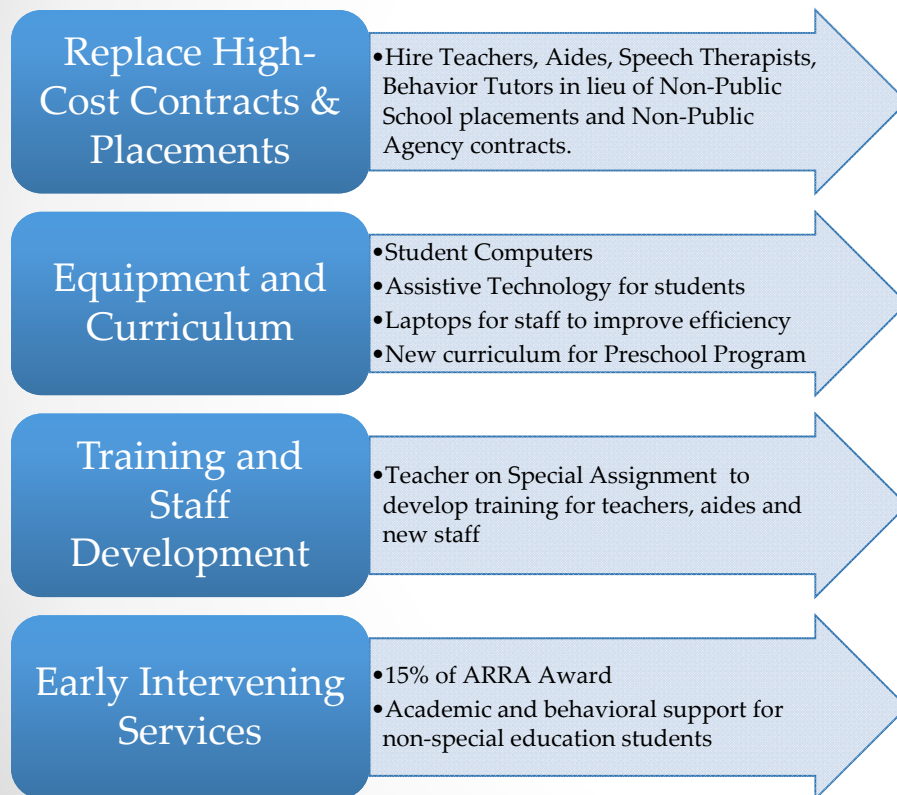 Replace High-
Cost Contracts &
Placements
•Hire Teachers, Aides, Speech Therapists,
Behavior Tutors in lieu of Non-Public
School placements and Non-Public
Agency contracts.
Equipment and
Curriculum
•Student Computers
•Assistive Technology for students
•Laptops for staff to improve efficiency
•New curriculum for Preschool Program
Training and
Staff
Development
•Teacher on Special Assignment  to
develop training for teachers, aides and
new staff
Early Intervening
Services
•15% of ARRA Award
•Academic and behavioral support for
non-special education students